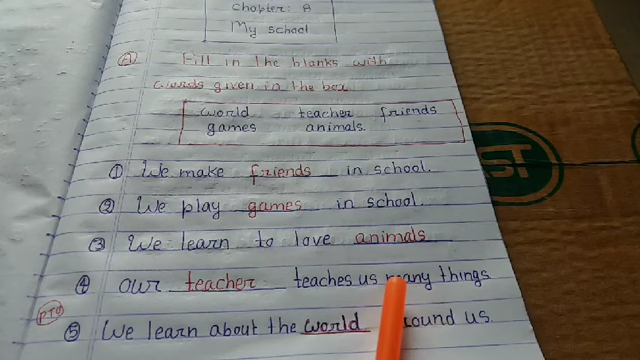 Chapter: 8
My school
Fill in the blanks with
words given in the box
world teacher friends
games animals.
① We make friends in school.
② We play games in school.
③ We learn to love animals
④ our teacher teaches us many things
PTO
⑤ We learn about the world around us.
ST